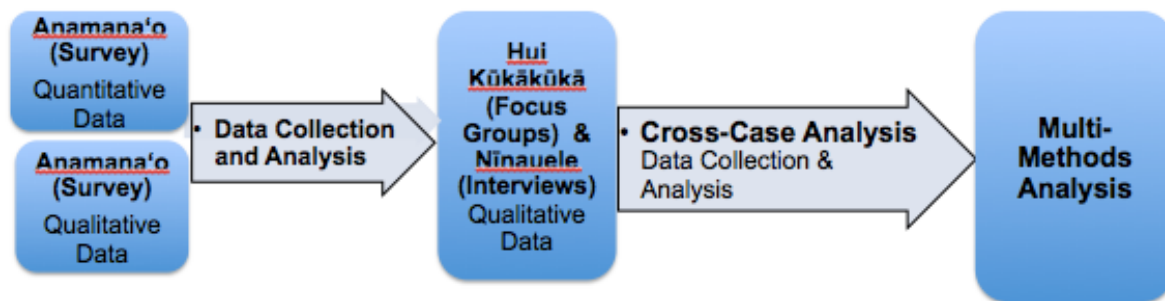 Anamanaʻo
(Survey)
Quantitative
Data
Anamanaʻo
(Survey)
Qualitative
Data
• Data Collection
and Analysis
Hui
Kūkākūkā
(Focus
Groups) &
Nīnauele
(Interviews)
Qualitative
Data
• Cross-Case Analysis
Data Collection &
Analysis
Multi-
Methods
Analysis